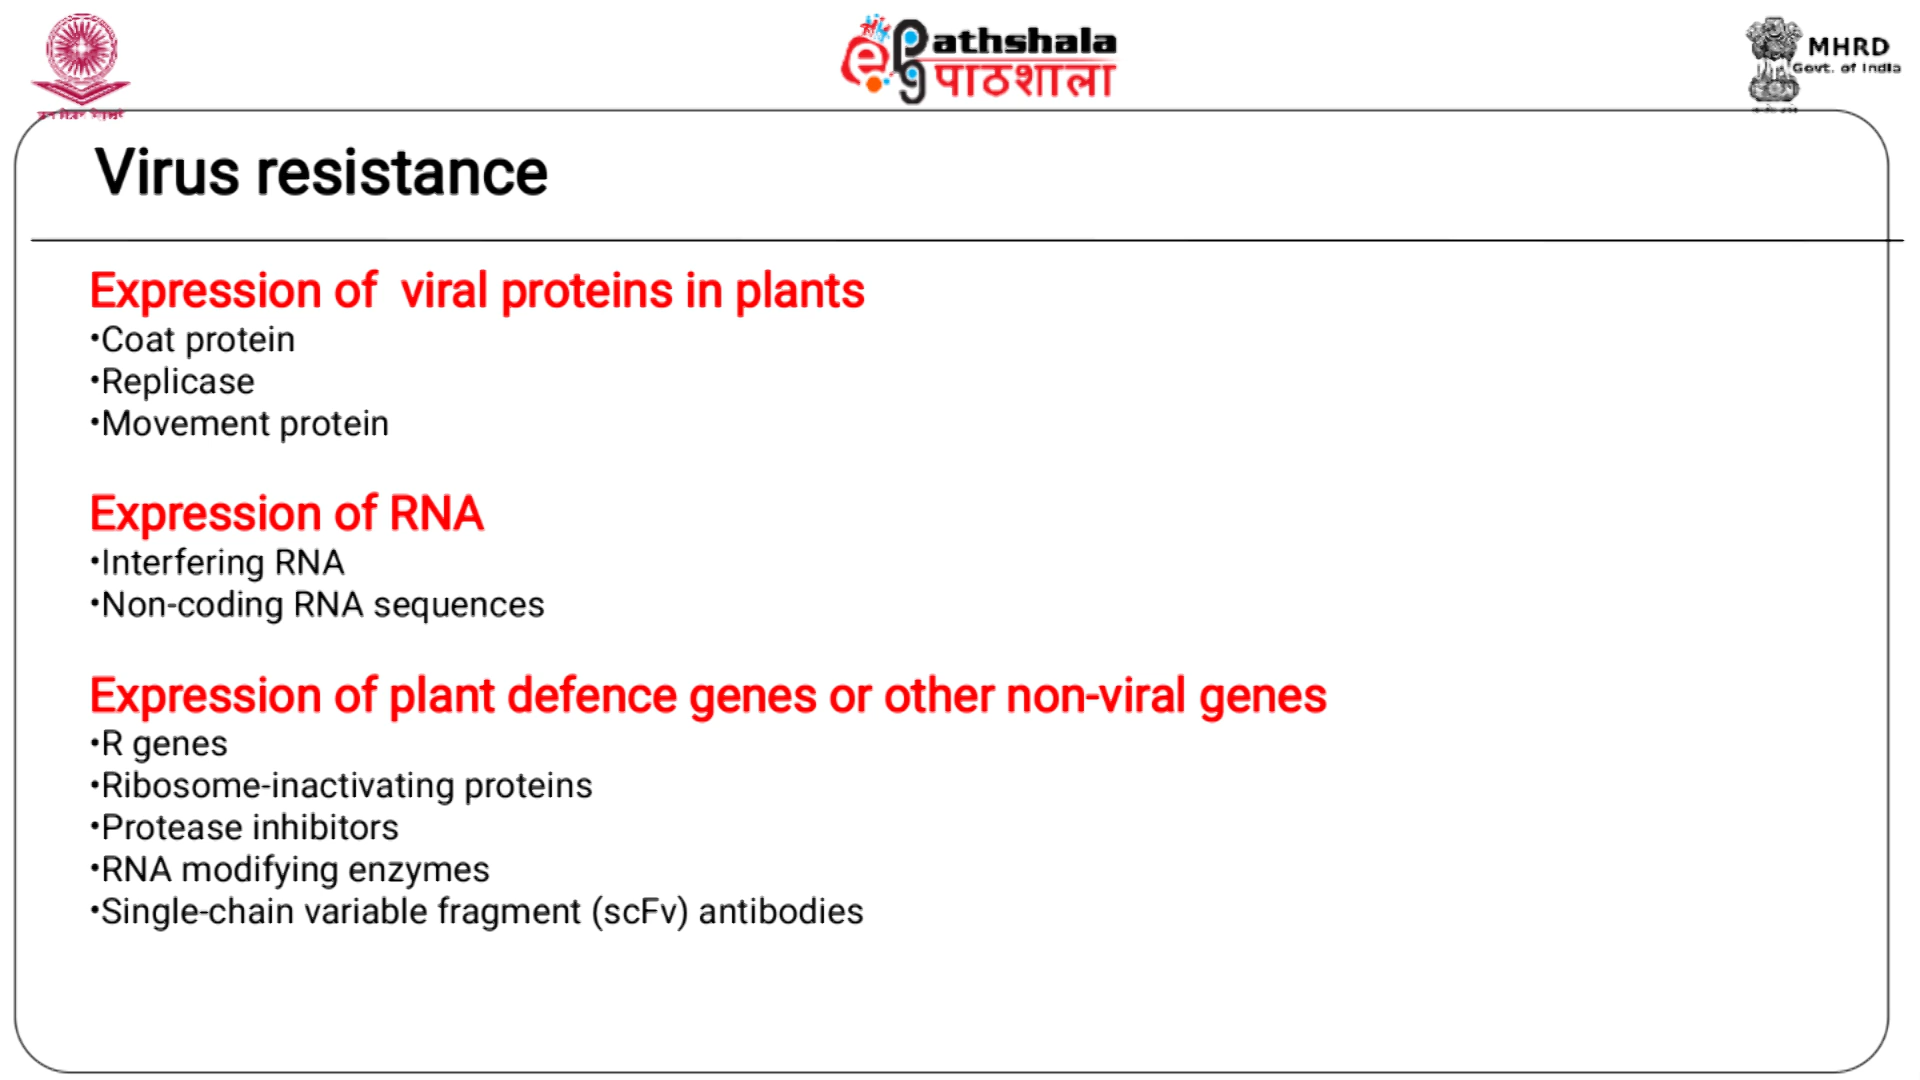 ePathshala
पाठशाला
MHRD
Govt. of India
Virus resistance
Expression of  viral proteins in plants
•Coat protein
•Replicase
•Movement protein
Expression of RNA
•Interfering RNA
•Non-coding RNA sequences
Expression of plant defence genes or other non-viral genes
•R genes
•Ribosome-inactivating proteins
•Protease inhibitors
•RNA modifying enzymes
•Single-chain variable fragment (scFv) antibodies